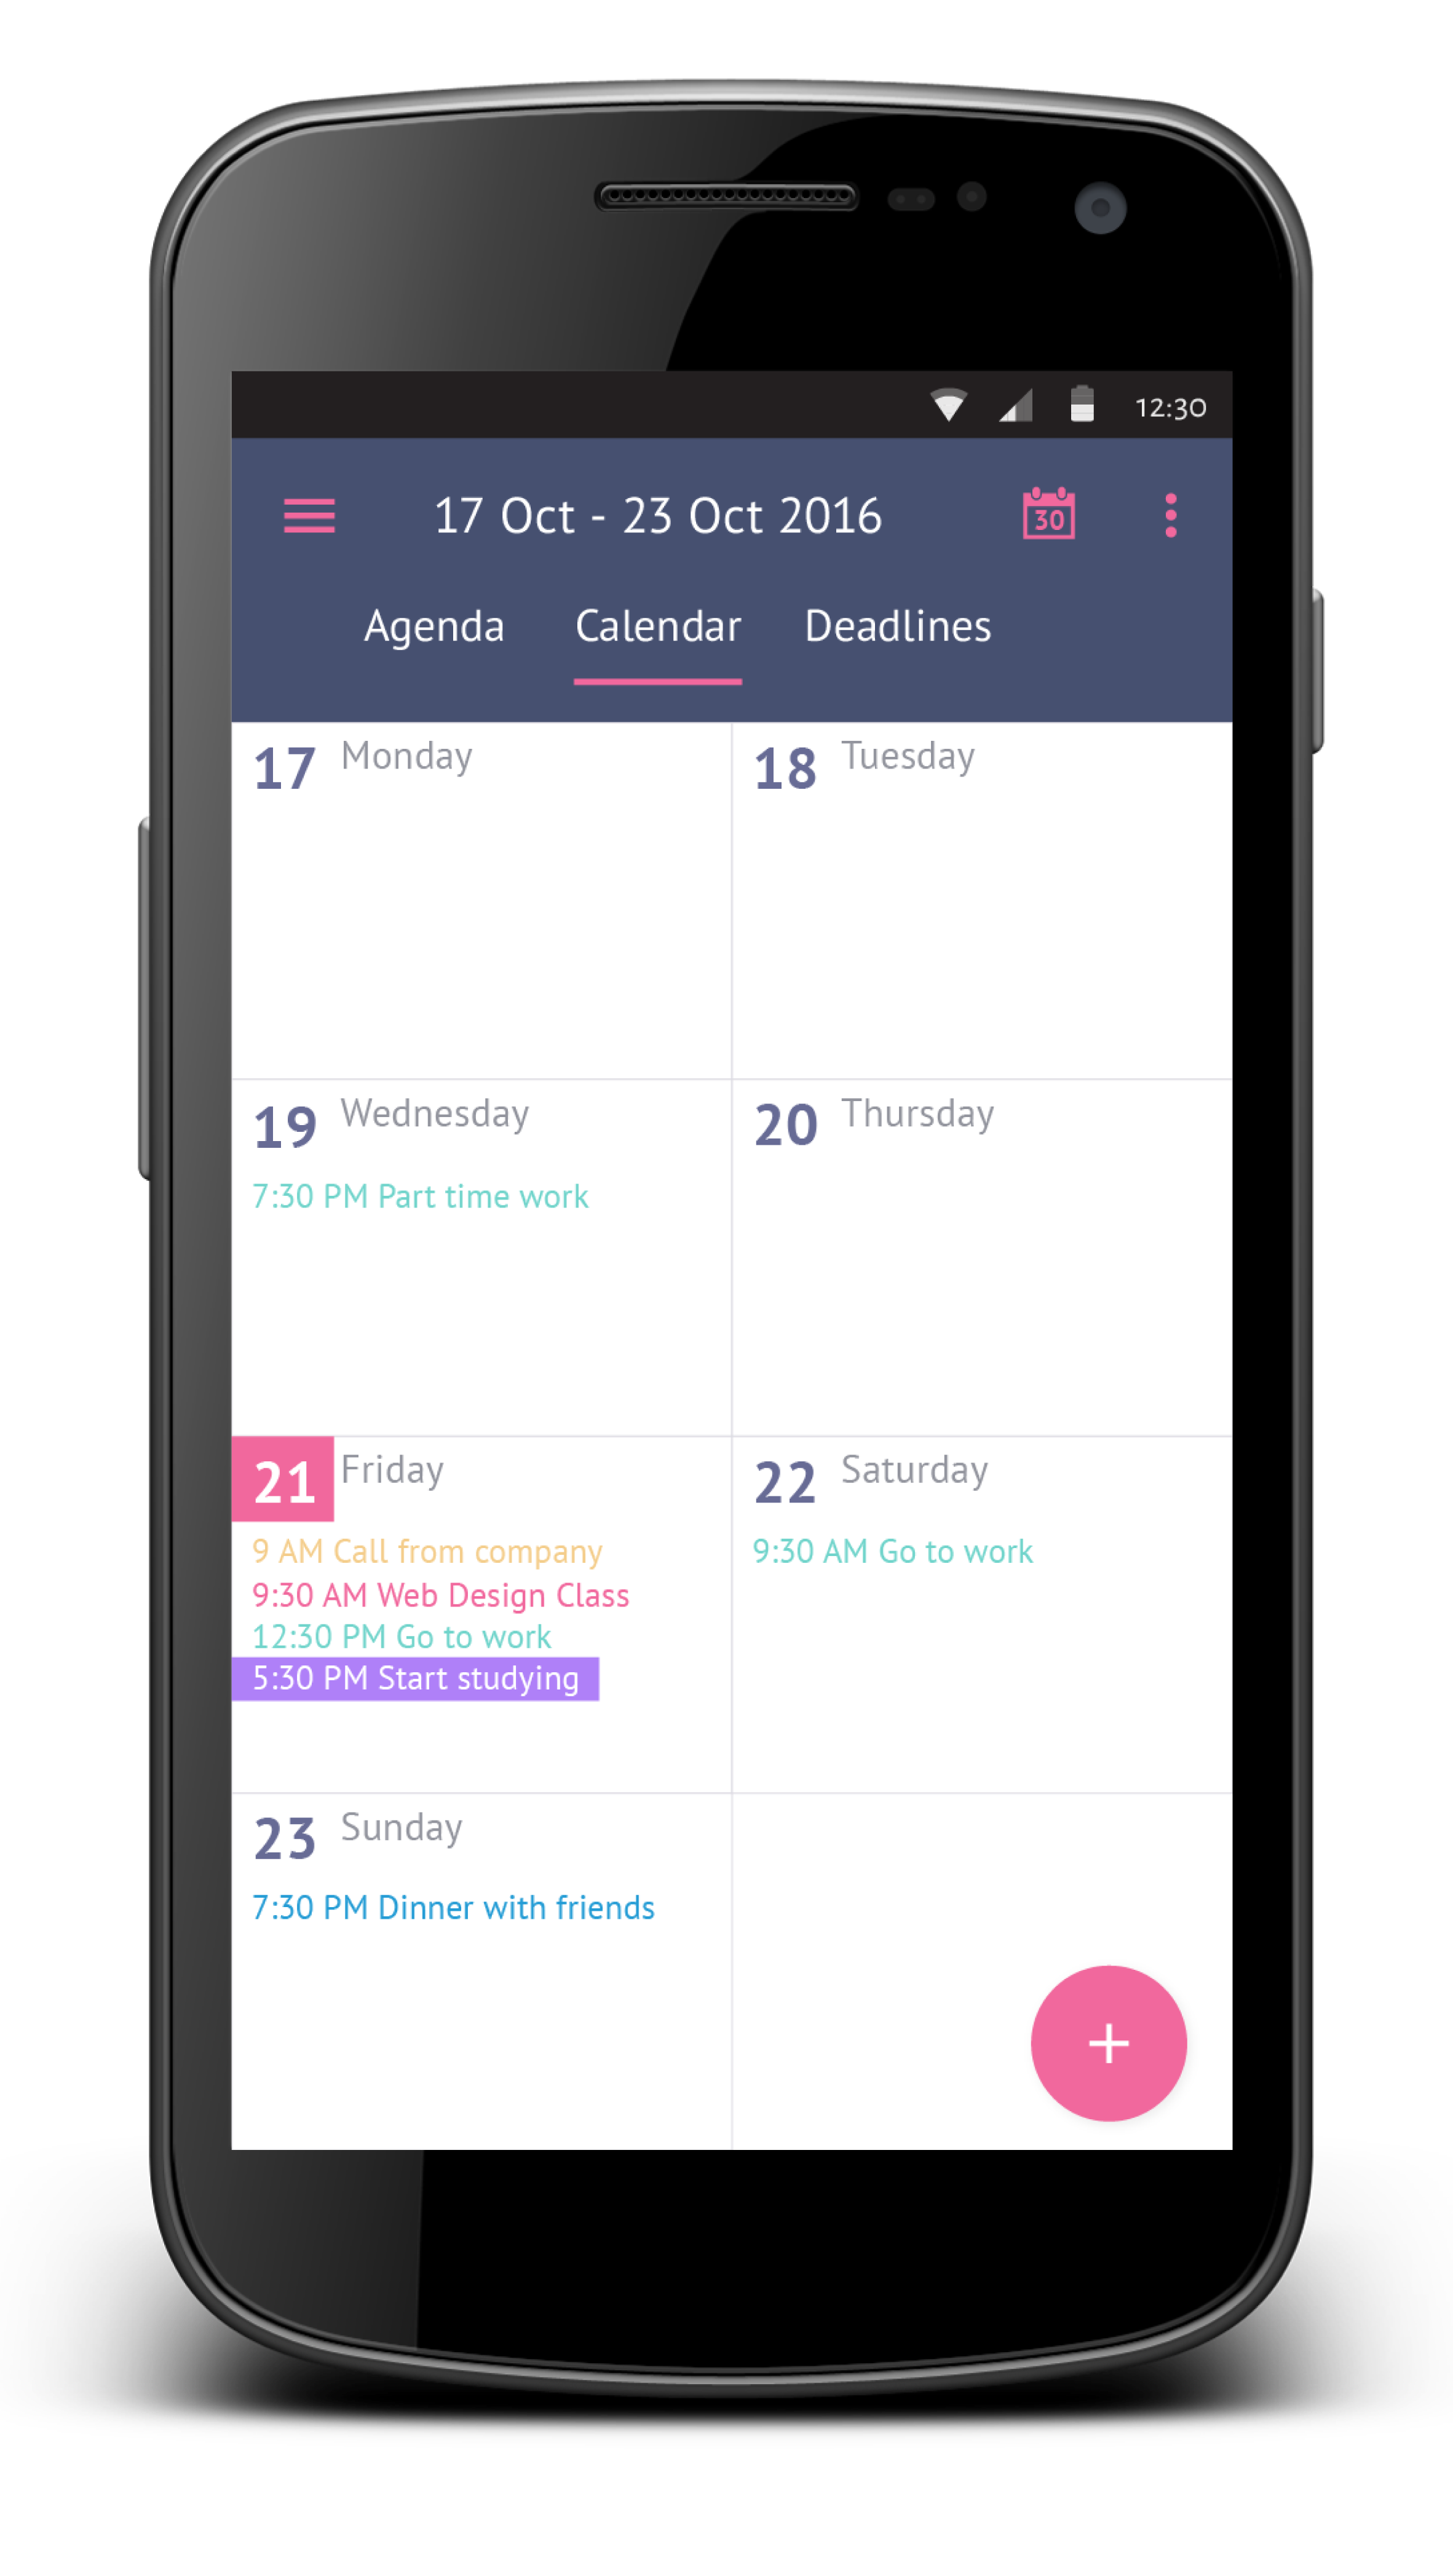 12:30
17 Oct - 23 Oct 2016
30
Agenda Calendar Deadlines
17 Monday
18 Tuesday
19 Wednesday
7:30 PM Part time work
20 Thursday
21 Friday
9 AM Call from company
9:30 AM Web Design Class
12:30 PM Go to work
5:30 PM Start studying
22 Saturday
9:30 AM Go to work
23 Sunday
7:30 PM Dinner with friends
+